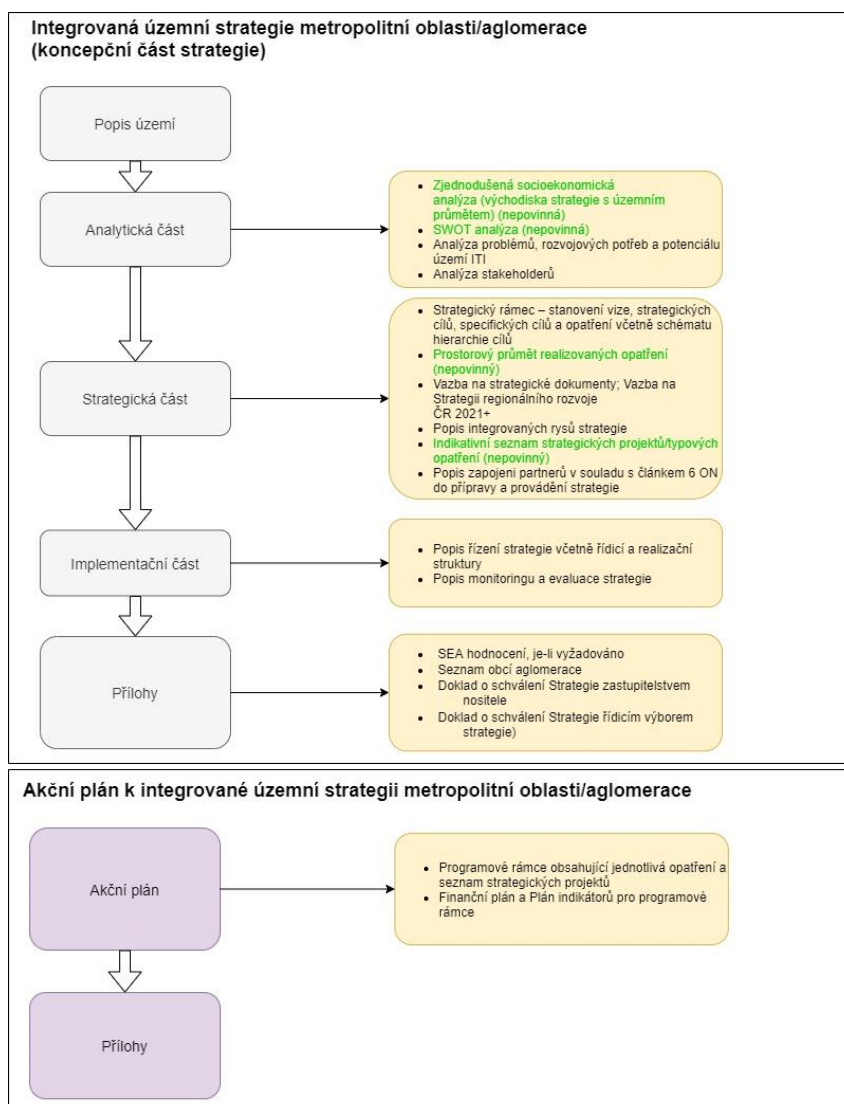 Integrovaná územní strategie metropolitní oblasti/aglomerace
(koncepční část strategie)
Popis území
Analytická část
• Zjednodušená socioekonomická
analýza (východiska strategie s územním
průmětem) (nepovinná)
• SWOT analýza (nepovinná)
• Analýza problémů, rozvojových potřeb a potenciálu
území ITI
• Analýza stakeholderů
Strategická část
• Strategický rámec – stanovení vize, strategických
cílů, specifických cílů a opatření včetně schématu
hierarchie cílů
• Prostorový průmět realizovaných opatření
(nepovinný)
• Vazba na strategické dokumenty; Vazba na
Strategii regionálního rozvoje
ČR 2021+
• Popis integrovaných rysů strategie
• Indikativní seznam strategických projektů/typových
opatření (nepovinný)
• Popis zapojeni partnerů v souladu s článkem 6 ON
do přípravy a provádění strategie
Implementační část
• Popis řízení strategie včetně řídicí a realizační
struktury
• Popis monitoringu a evaluace strategie
Přílohy
• SEA hodnocení, je-li vyžadováno
• Seznam obcí aglomerace
• Doklad o schválení Strategie zastupitelstvem
nositele
• Doklad o schválení Strategie řídicím výborem
strategie)
Akční plán k integrované územní strategii metropolitní oblasti/aglomerace
Akční plán
• Programové rámce obsahující jednotlivá opatření a
seznam strategických projektů
• Finanční plán a Plán indikátorů pro programové
rámce
Přílohy